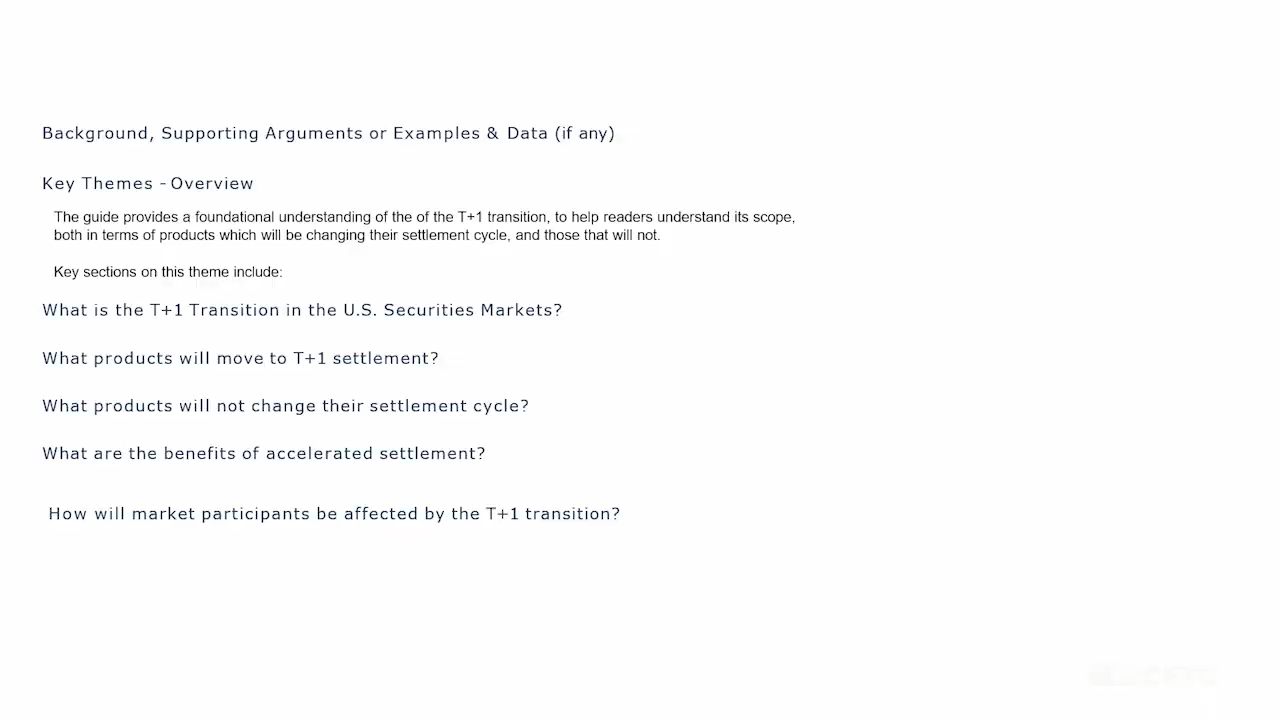 Background, Supporting Arguments or Examples & Data (if any)
Key Themes - Overview
The guide provides a foundational understanding of the of the T+1 transition, to help readers understand its scope,
both in terms of products which will be changing their settlement cycle, and those that will not.
Key sections on this theme include:
What is the T+1 Transition in the U.S. Securities Markets?
What products will move to T+1 settlement?
What products will not change their settlement cycle?
What are the benefits of accelerated settlement?
How will market participants be affected by the T+1 transition?